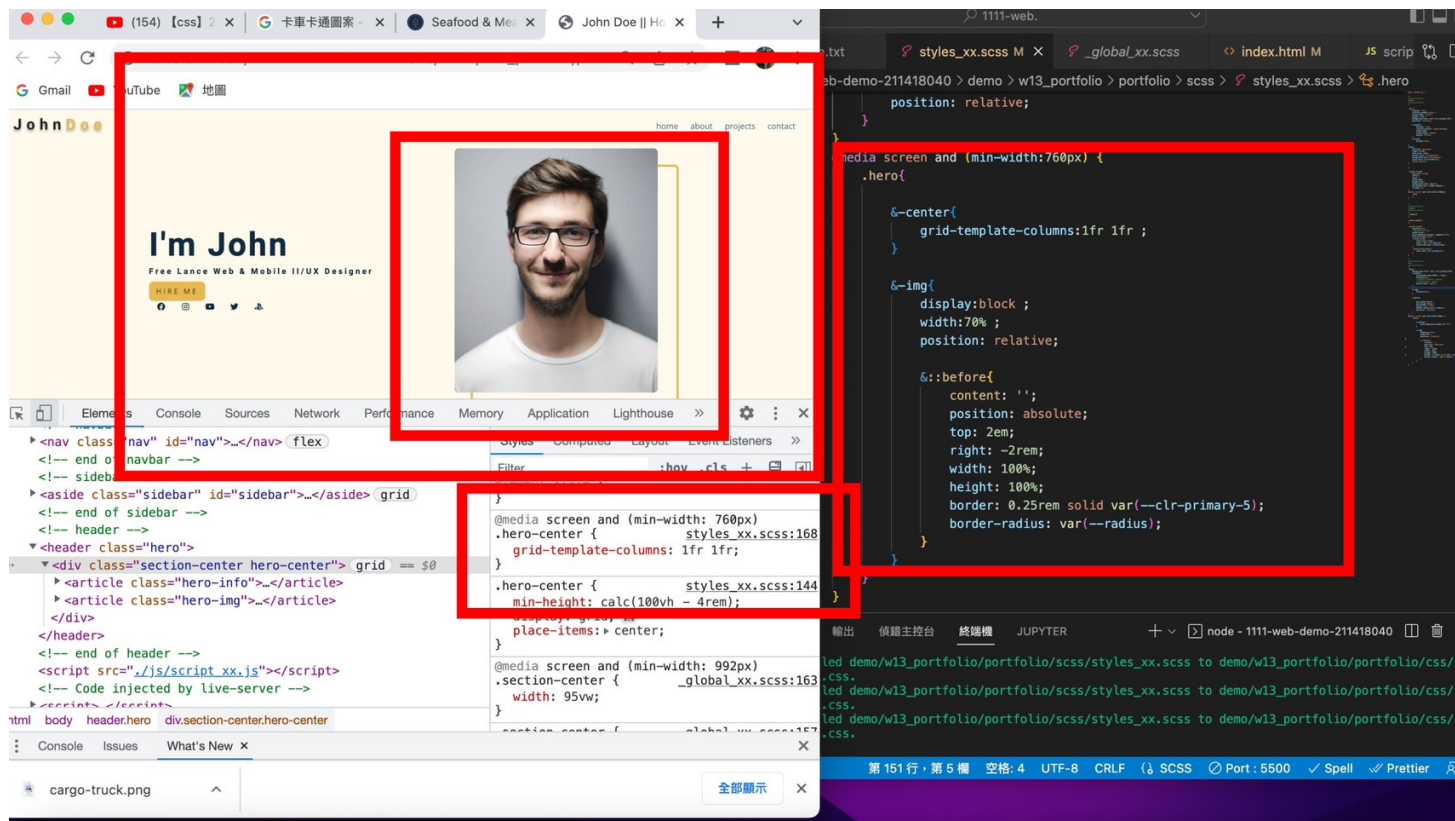 (154) 【css】 2
卡車卡通圖案 -
Seafood & Mea
John Doe || Ho
Gmail
YouTube
地圖
JohnDoe
home about projects contact
I'm John
Free Lance Web & Mobile II/UX Designer
HIRE ME
Elements Console Sources Network Performance Memory Application Lighthouse »
<nav class="nav" id="nav">…</nav> flex
<!-- end of navbar -->
<!-- sideba
<aside class="sidebar" id="sidebar">…</aside> grid
<!-- end of sidebar -->
<!-- header -->
<header class="hero">
<div class="section-center hero-center"> grid == $0
<article class="hero-info">…</article>
<article class="hero-img">…</article>
</div>
</header>
<!-- end of header -->
<script src="./js/script_xx.js"></script>
<!-- Code injected by live-server -->
<script> </script>
html body header.hero div.section-center.hero-center
Styles Computed Layout Event Listeners »
Filter :hov .cls +
}
@media screen and (min-width: 760px)
.hero-center { styles_xx.scss:168
grid-template-columns: 1fr 1fr;
}
.hero-center { styles_xx.scss:144
min-height: calc(100vh - 4rem);
display: grid;
place-items: center;
}
@media screen and (min-width: 992px)
.section-center { _global_xx.scss:163
width: 95vw;
}
.section-center { _global_xx.scss:157
Console Issues What's New ×
cargo-truck.png
全部顯示
1111-web.
.txt
styles_xx.scss M
_global_xx.scss
index.html M
JS scrip
eb-demo-211418040 > demo > w13_portfolio > portfolio > scss > styles_xx.scss > .hero
position: relative;
}
}
@media screen and (min-width:760px) {
.hero{
&-center{
grid-template-columns:1fr 1fr ;
}
&-img{
display:block ;
width:70% ;
position: relative;
&::before{
content: '';
position: absolute;
top: 2em;
right: -2rem;
width: 100%;
height: 100%;
border: 0.25rem solid var(--clr-primary-5);
border-radius: var(--radius);
}
}
}
}
輸出 偵錯主控台 終端機 JUPYTER
node - 1111-web-demo-211418040
led demo/w13_portfolio/portfolio/scss/styles_xx.scss to demo/w13_portfolio/portfolio/css/
.css.
led demo/w13_portfolio/portfolio/scss/styles_xx.scss to demo/w13_portfolio/portfolio/css/
.css.
led demo/w13_portfolio/portfolio/scss/styles_xx.scss to demo/w13_portfolio/portfolio/css/
.css.
第 151 行,第 5 欄 空格: 4 UTF-8 CRLF SCSS Port : 5500 Spell Prettier